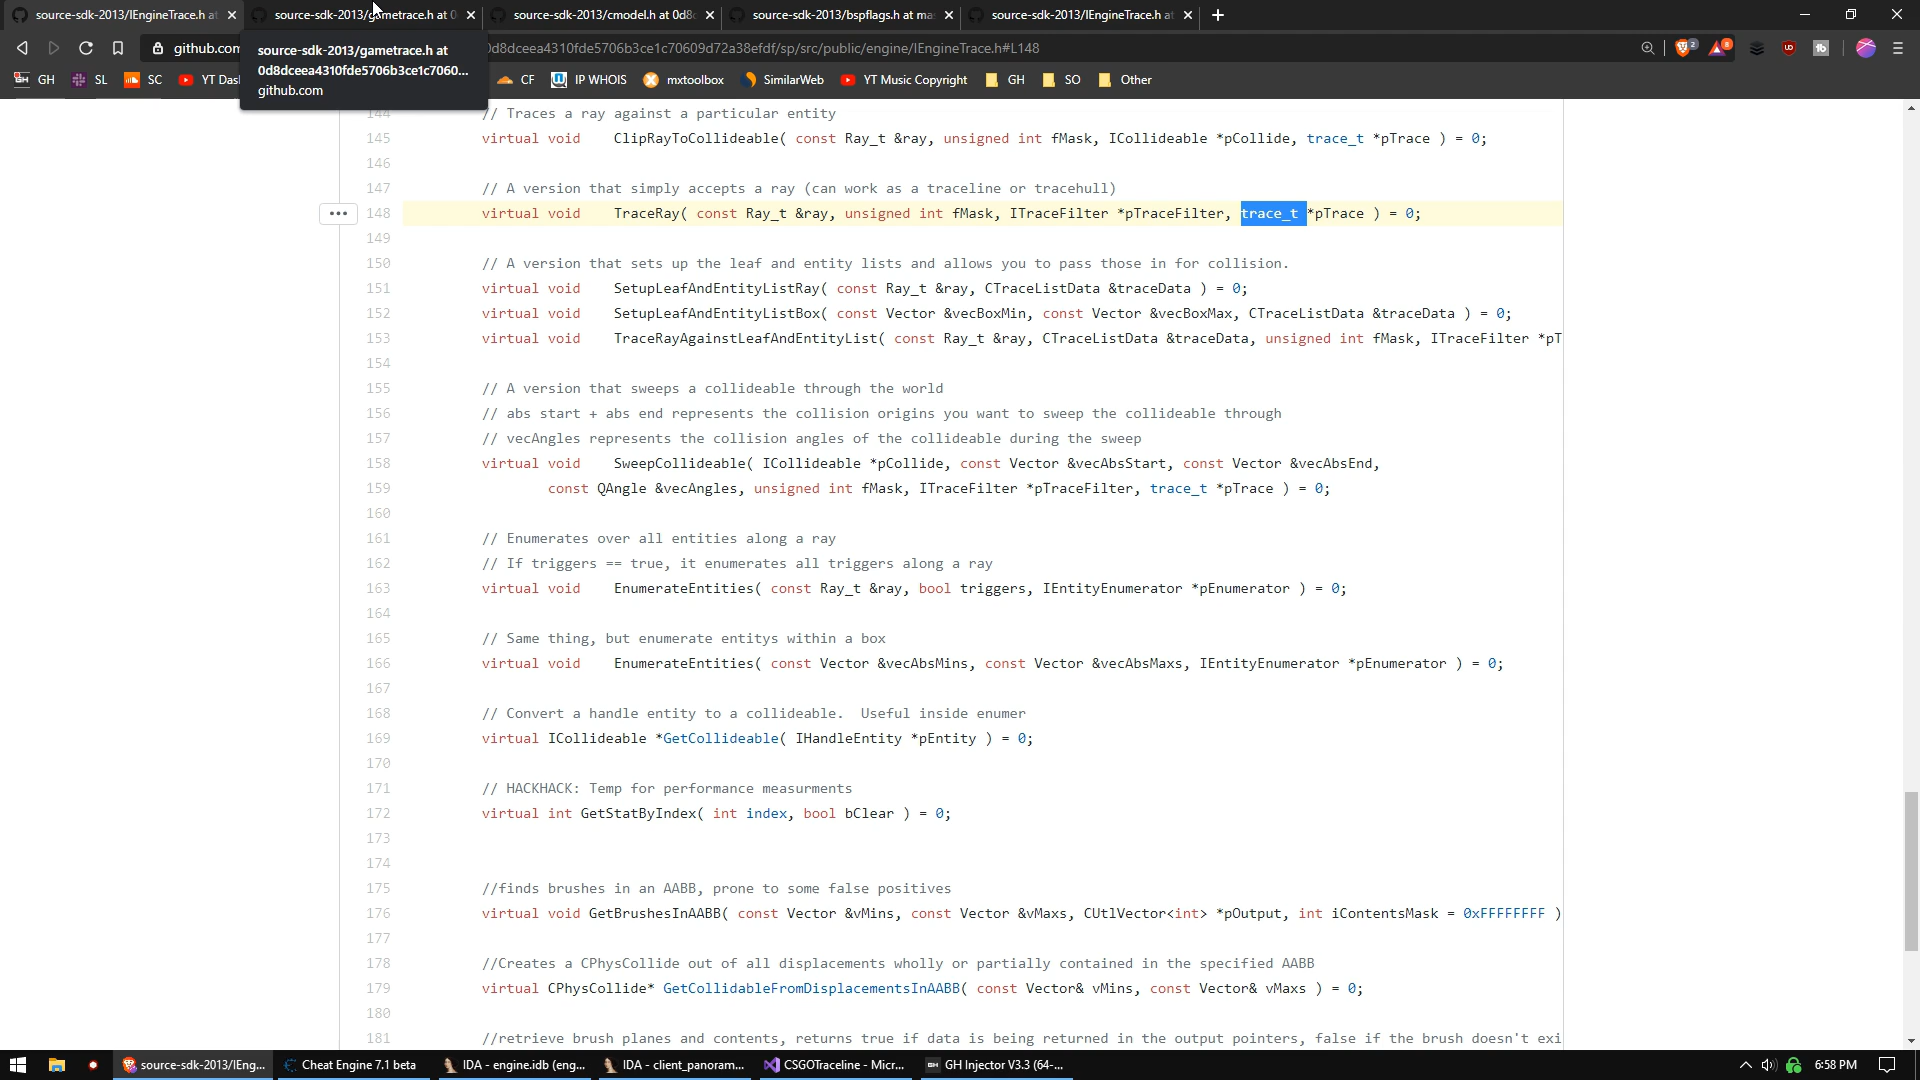 source-sdk-2013/IEngineTrace.h at
source-sdk-2013/gametrace.h at 0
source-sdk-2013/cmodel.h at 0d8
source-sdk-2013/bspflags.h at ma
source-sdk-2013/IEngineTrace.h at
github.com
0d8dceea4310fde5706b3ce1c70609d72a38efdf/sp/src/public/engine/IEngineTrace.h#L148
2
8
source-sdk-2013/gametrace.h at
0d8dceea4310fde5706b3ce1c7060...
github.com
GH
SL
SC
YT Dasl
CF
IP WHOIS
mxtoolbox
SimilarWeb
YT Music Copyright
GH
SO
Other
144 // Traces a ray against a particular entity
145 virtual void ClipRayToCollideable( const Ray_t &ray, unsigned int fMask, ICollideable *pCollide, trace_t *pTrace ) = 0;
146
147 // A version that simply accepts a ray (can work as a traceline or tracehull)
148 virtual void TraceRay( const Ray_t &ray, unsigned int fMask, ITraceFilter *pTraceFilter, trace_t *pTrace ) = 0;
149
150 // A version that sets up the leaf and entity lists and allows you to pass those in for collision.
151 virtual void SetupLeafAndEntityListRay( const Ray_t &ray, CTraceListData &traceData ) = 0;
152 virtual void SetupLeafAndEntityListBox( const Vector &vecBoxMin, const Vector &vecBoxMax, CTraceListData &traceData ) = 0;
153 virtual void TraceRayAgainstLeafAndEntityList( const Ray_t &ray, CTraceListData &traceData, unsigned int fMask, ITraceFilter *pT
154
155 // A version that sweeps a collideable through the world
156 // abs start + abs end represents the collision origins you want to sweep the collideable through
157 // vecAngles represents the collision angles of the collideable during the sweep
158 virtual void SweepCollideable( ICollideable *pCollide, const Vector &vecAbsStart, const Vector &vecAbsEnd,
159 const QAngle &vecAngles, unsigned int fMask, ITraceFilter *pTraceFilter, trace_t *pTrace ) = 0;
160
161 // Enumerates over all entities along a ray
162 // If triggers == true, it enumerates all triggers along a ray
163 virtual void EnumerateEntities( const Ray_t &ray, bool triggers, IEntityEnumerator *pEnumerator ) = 0;
164
165 // Same thing, but enumerate entitys within a box
166 virtual void EnumerateEntities( const Vector &vecAbsMins, const Vector &vecAbsMaxs, IEntityEnumerator *pEnumerator ) = 0;
167
168 // Convert a handle entity to a collideable.  Useful inside enumer
169 virtual ICollideable *GetCollideable( IHandleEntity *pEntity ) = 0;
170
171 // HACKHACK: Temp for performance measurments
172 virtual int GetStatByIndex( int index, bool bClear ) = 0;
173
174
175 //finds brushes in an AABB, prone to some false positives
176 virtual void GetBrushesInAABB( const Vector &vMins, const Vector &vMaxs, CUtlVector<int> *pOutput, int iContentsMask = 0xFFFFFFFF )
177
178 //Creates a CPhysCollide out of all displacements wholly or partially contained in the specified AABB
179 virtual CPhysCollide* GetCollidableFromDisplacementsInAABB( const Vector& vMins, const Vector& vMaxs ) = 0;
180
181 //retrieve brush planes and contents, returns true if data is being returned in the output pointers, false if the brush doesn't exi
source-sdk-2013/IEng...
Cheat Engine 7.1 beta
IDA - engine.idb (eng...
IDA - client_panoram...
CSGOTraceline - Micr...
GH Injector V3.3 (64-...
6:58 PM